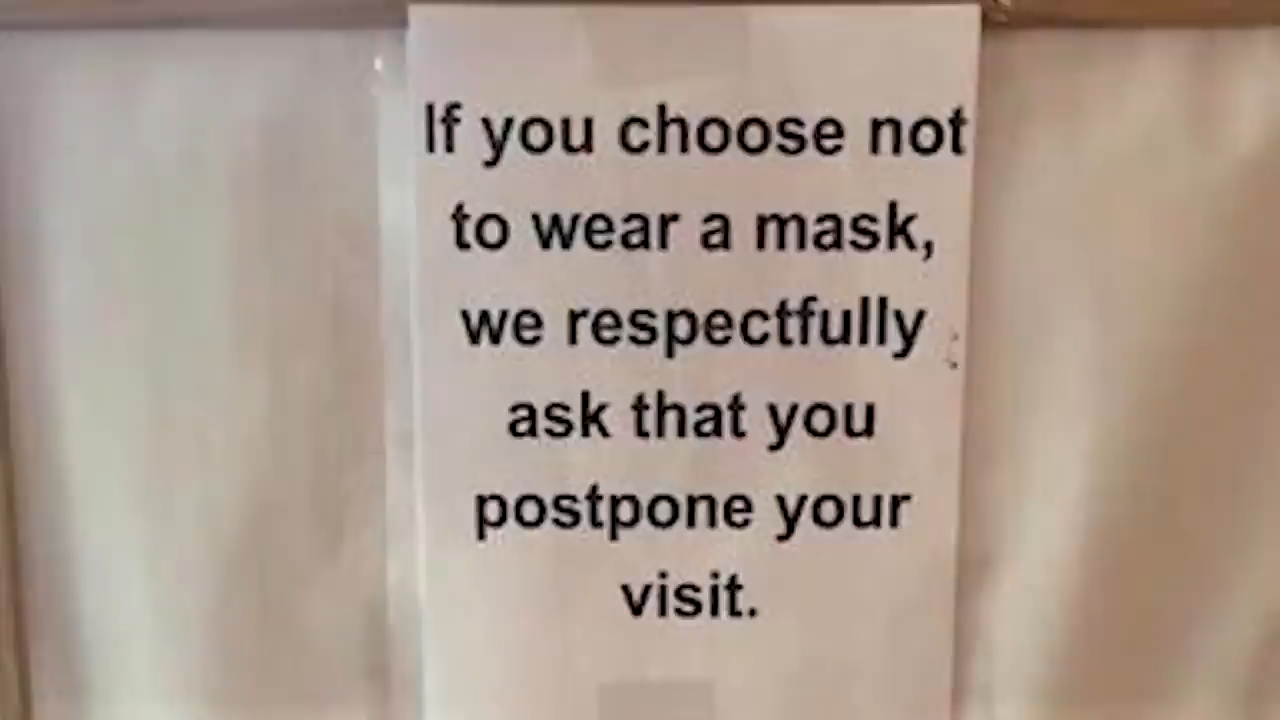 If you choose not
to wear a mask,
we respectfully
ask that you
postpone your
visit.